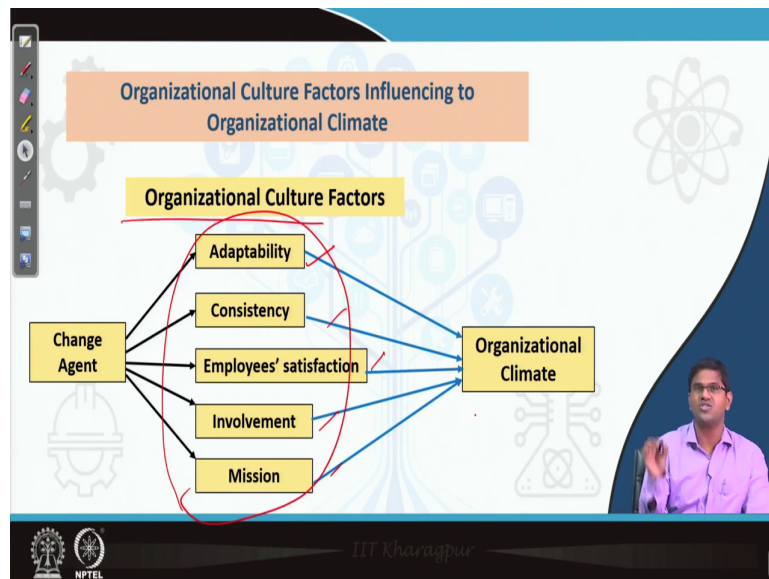 Organizational Culture Factors Influencing to
Organizational Climate
Organizational Culture Factors
Adaptability
Consistency
Change
Agent
Employees' satisfaction
Organizational
Climate
Involvement
Mission
IIT Kharagpur
NPTEL